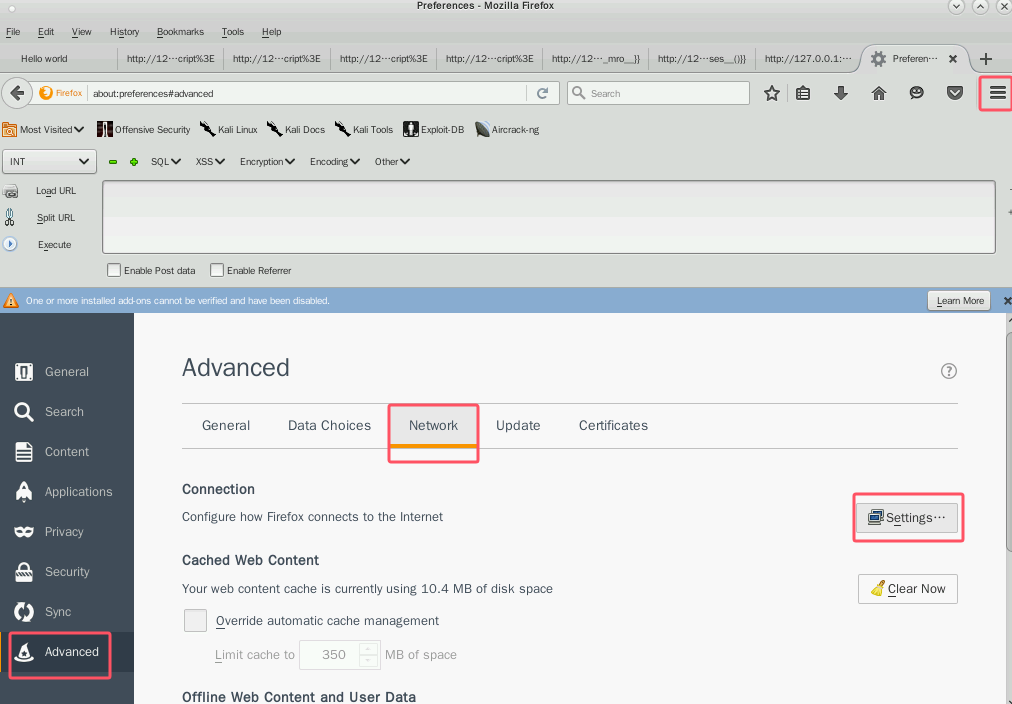 Preferences - Mozilla Firefox
File Edit View History Bookmarks Tools Help
Hello world http://12···cript%3E http://12···cript%3E http://12···cript%3E http://12···cript%3E http://12···_mro__}} http://12···ses__()}} http://127.0.0.1:··· Preferen···
Firefox about:preferences#advanced Search
Most Visited Offensive Security Kali Linux Kali Docs Kali Tools Exploit-DB Aircrack-ng
INT SQL XSS Encryption Encoding Other
Load URL
Split URL
Execute
Enable Post data Enable Referrer
One or more installed add-ons cannot be verified and have been disabled. Learn More
General
Search
Content
Applications
Privacy
Security
Sync
Advanced
Advanced
General Data Choices Network Update Certificates
Connection
Configure how Firefox connects to the Internet Settings···
Cached Web Content
Your web content cache is currently using 10.4 MB of disk space Clear Now
Override automatic cache management
Limit cache to 350 MB of space
Offline Web Content and User Data